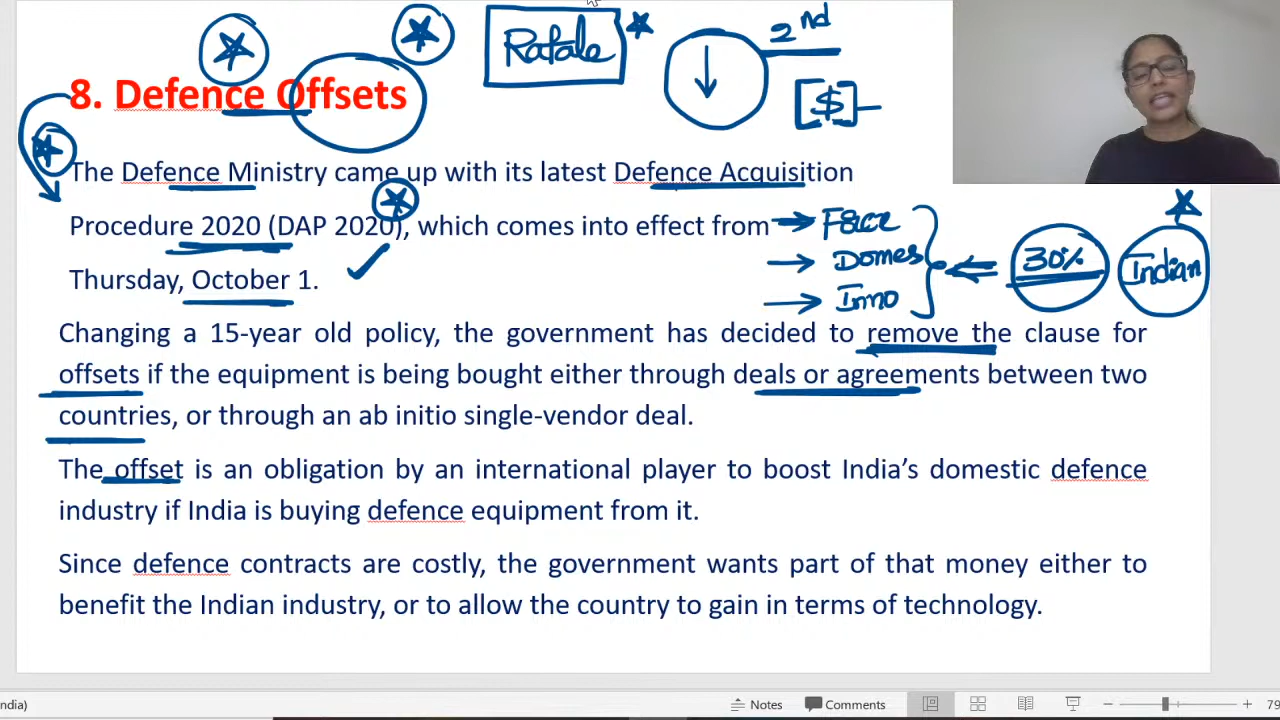 Rafale
2nd
[$]
8. Defence Offsets
The Defence Ministry came up with its latest Defence Acquisition
Procedure 2020 (DAP 2020), which comes into effect from
Thursday, October 1.
Domes
Inno
30%
Indian
Changing a 15-year old policy, the government has decided to remove the clause for
offsets if the equipment is being bought either through deals or agreements between two
countries, or through an ab initio single-vendor deal.
The offset is an obligation by an international player to boost India's domestic defence
industry if India is buying defence equipment from it.
Since defence contracts are costly, the government wants part of that money either to
benefit the Indian industry, or to allow the country to gain in terms of technology.
ndia)
Notes
Comments
79